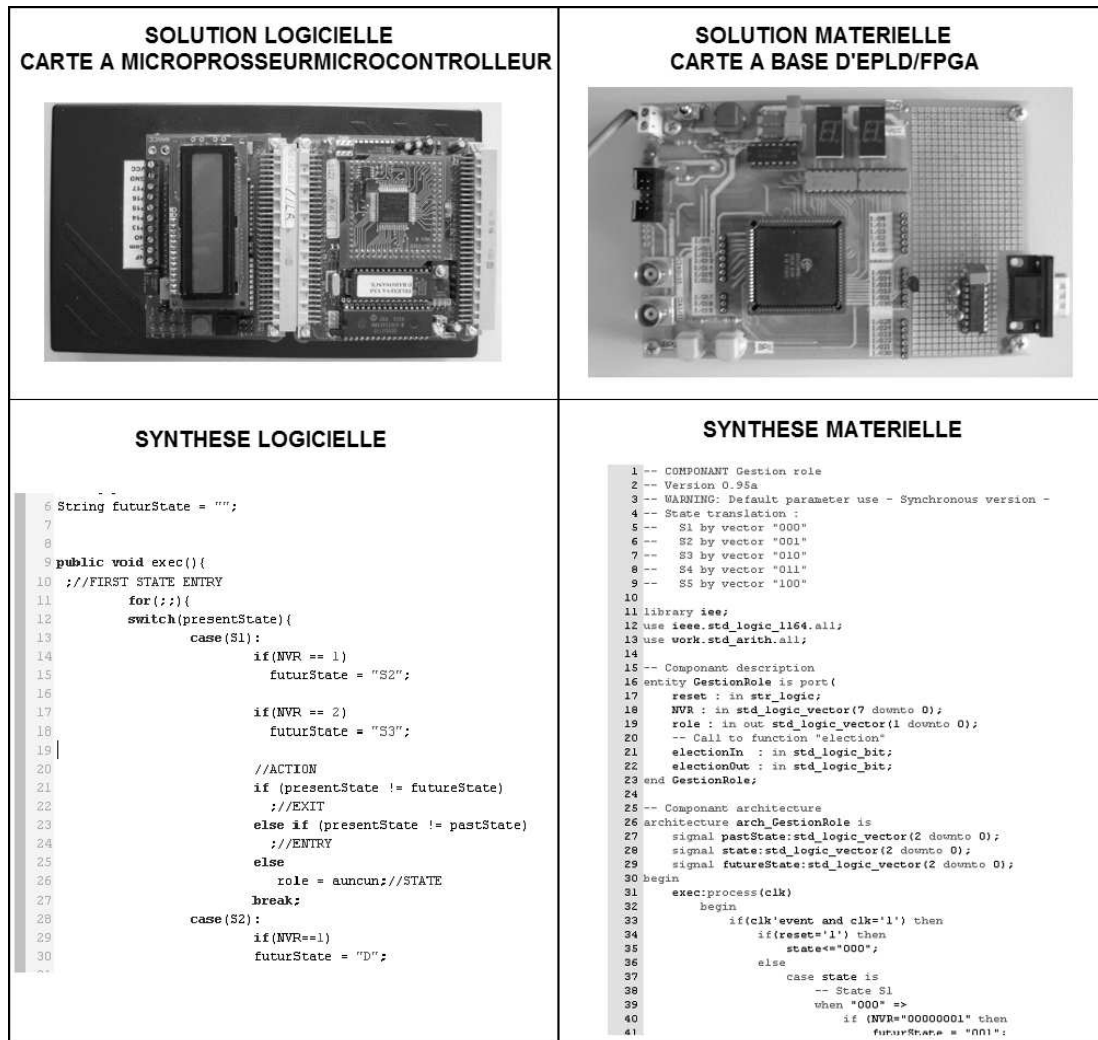 SOLUTION LOGICIELLE
CARTE A MICROPROSSEURMICROCONTROLLEUR
SOLUTION MATERIELLE
CARTE A BASE D'EPLD/FPGA
SYNTHESE LOGICIELLE
6 String futurState = "";
7
8
9 public void exec(){
10 ;//FIRST STATE ENTRY
11 for(;;){
12 switch(presentState){
13 case(S1):
14 if(NVR == 1)
15 futurState = "S2";
16
17 if(NVR == 2)
18 futurState = "S3";
19
20 //ACTION
21 if (presentState != futureState)
22 ;//EXIT
23 else if (presentState != pastState)
24 ;//ENTRY
25 else
26 role = auncun;//STATE
27 break;
28 case(S2):
29 if(NVR==1)
30 futurState = "D";
SYNTHESE MATERIELLE
1 -- COMPONANT Gestion role
2 -- Version 0.95a
3 -- WARNING: Default parameter use - Synchronous version -
4 -- State translation :
5 -- S1 by vector "000"
6 -- S2 by vector "001"
7 -- S3 by vector "010"
8 -- S4 by vector "011"
9 -- S5 by vector "100"
10
11 library iee;
12 use ieee.std_logic_1164.all;
13 use work.std_arith.all;
14
15 -- Componant description
16 entity GestionRole is port(
17 reset : in str_logic;
18 NVR : in std_logic_vector(7 downto 0);
19 role : in out std_logic_vector(1 downto 0);
20 -- Call to function "election"
21 electionIn : in std_logic_bit;
22 electionOut : in std_logic_bit;
23 end GestionRole;
24
25 -- Componant architecture
26 architecture arch_GestionRole is
27 signal pastState:std_logic_vector(2 downto 0);
28 signal state:std_logic_vector(2 downto 0);
29 signal futureState:std_logic_vector(2 downto 0);
30 begin
31 exec:process(clk)
32 begin
33 if(clk'event and clk='1') then
34 if(reset='1') then
35 state<="000";
36 else
37 case state is
38 -- State S1
39 when "000" =>
40 if (NVR="00000001" then
41 futurState = "001";